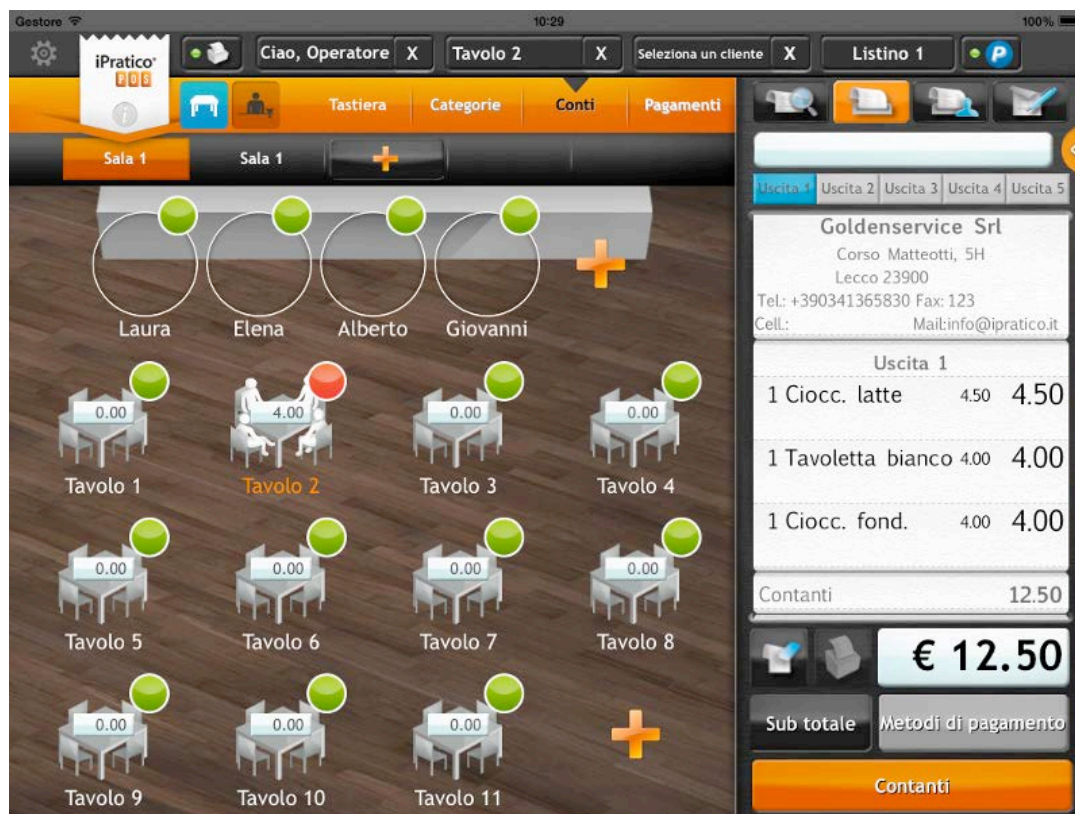 Gestore 10:29 100%
iPratico
POS
Ciao, Operatore X Tavolo 2 X Seleziona un cliente X Listino 1 P
Tastiera Categorie Conti Pagamenti
Sala 1 Sala 1
Laura Elena Alberto Giovanni
0.00 4.00 0.00 0.00
Tavolo 1 Tavolo 2 Tavolo 3 Tavolo 4
0.00 0.00 0.00 0.00
Tavolo 5 Tavolo 6 Tavolo 7 Tavolo 8
0.00 0.00 0.00
Tavolo 9 Tavolo 10 Tavolo 11
Uscita 1 Uscita 2 Uscita 3 Uscita 4 Uscita 5
Goldenservice Srl
Corso Matteotti, 5H
Lecco 23900
Tel.: +390341365830 Fax: 123
Cell.: Mail:info@ipratico.it
Uscita 1
1 Ciocc. latte 4.50 4.50
1 Tavoletta bianco 4.00 4.00
1 Ciocc. fond. 4.00 4.00
Contanti 12.50
€ 12.50
Sub totale Metodi di pagamento
Contanti